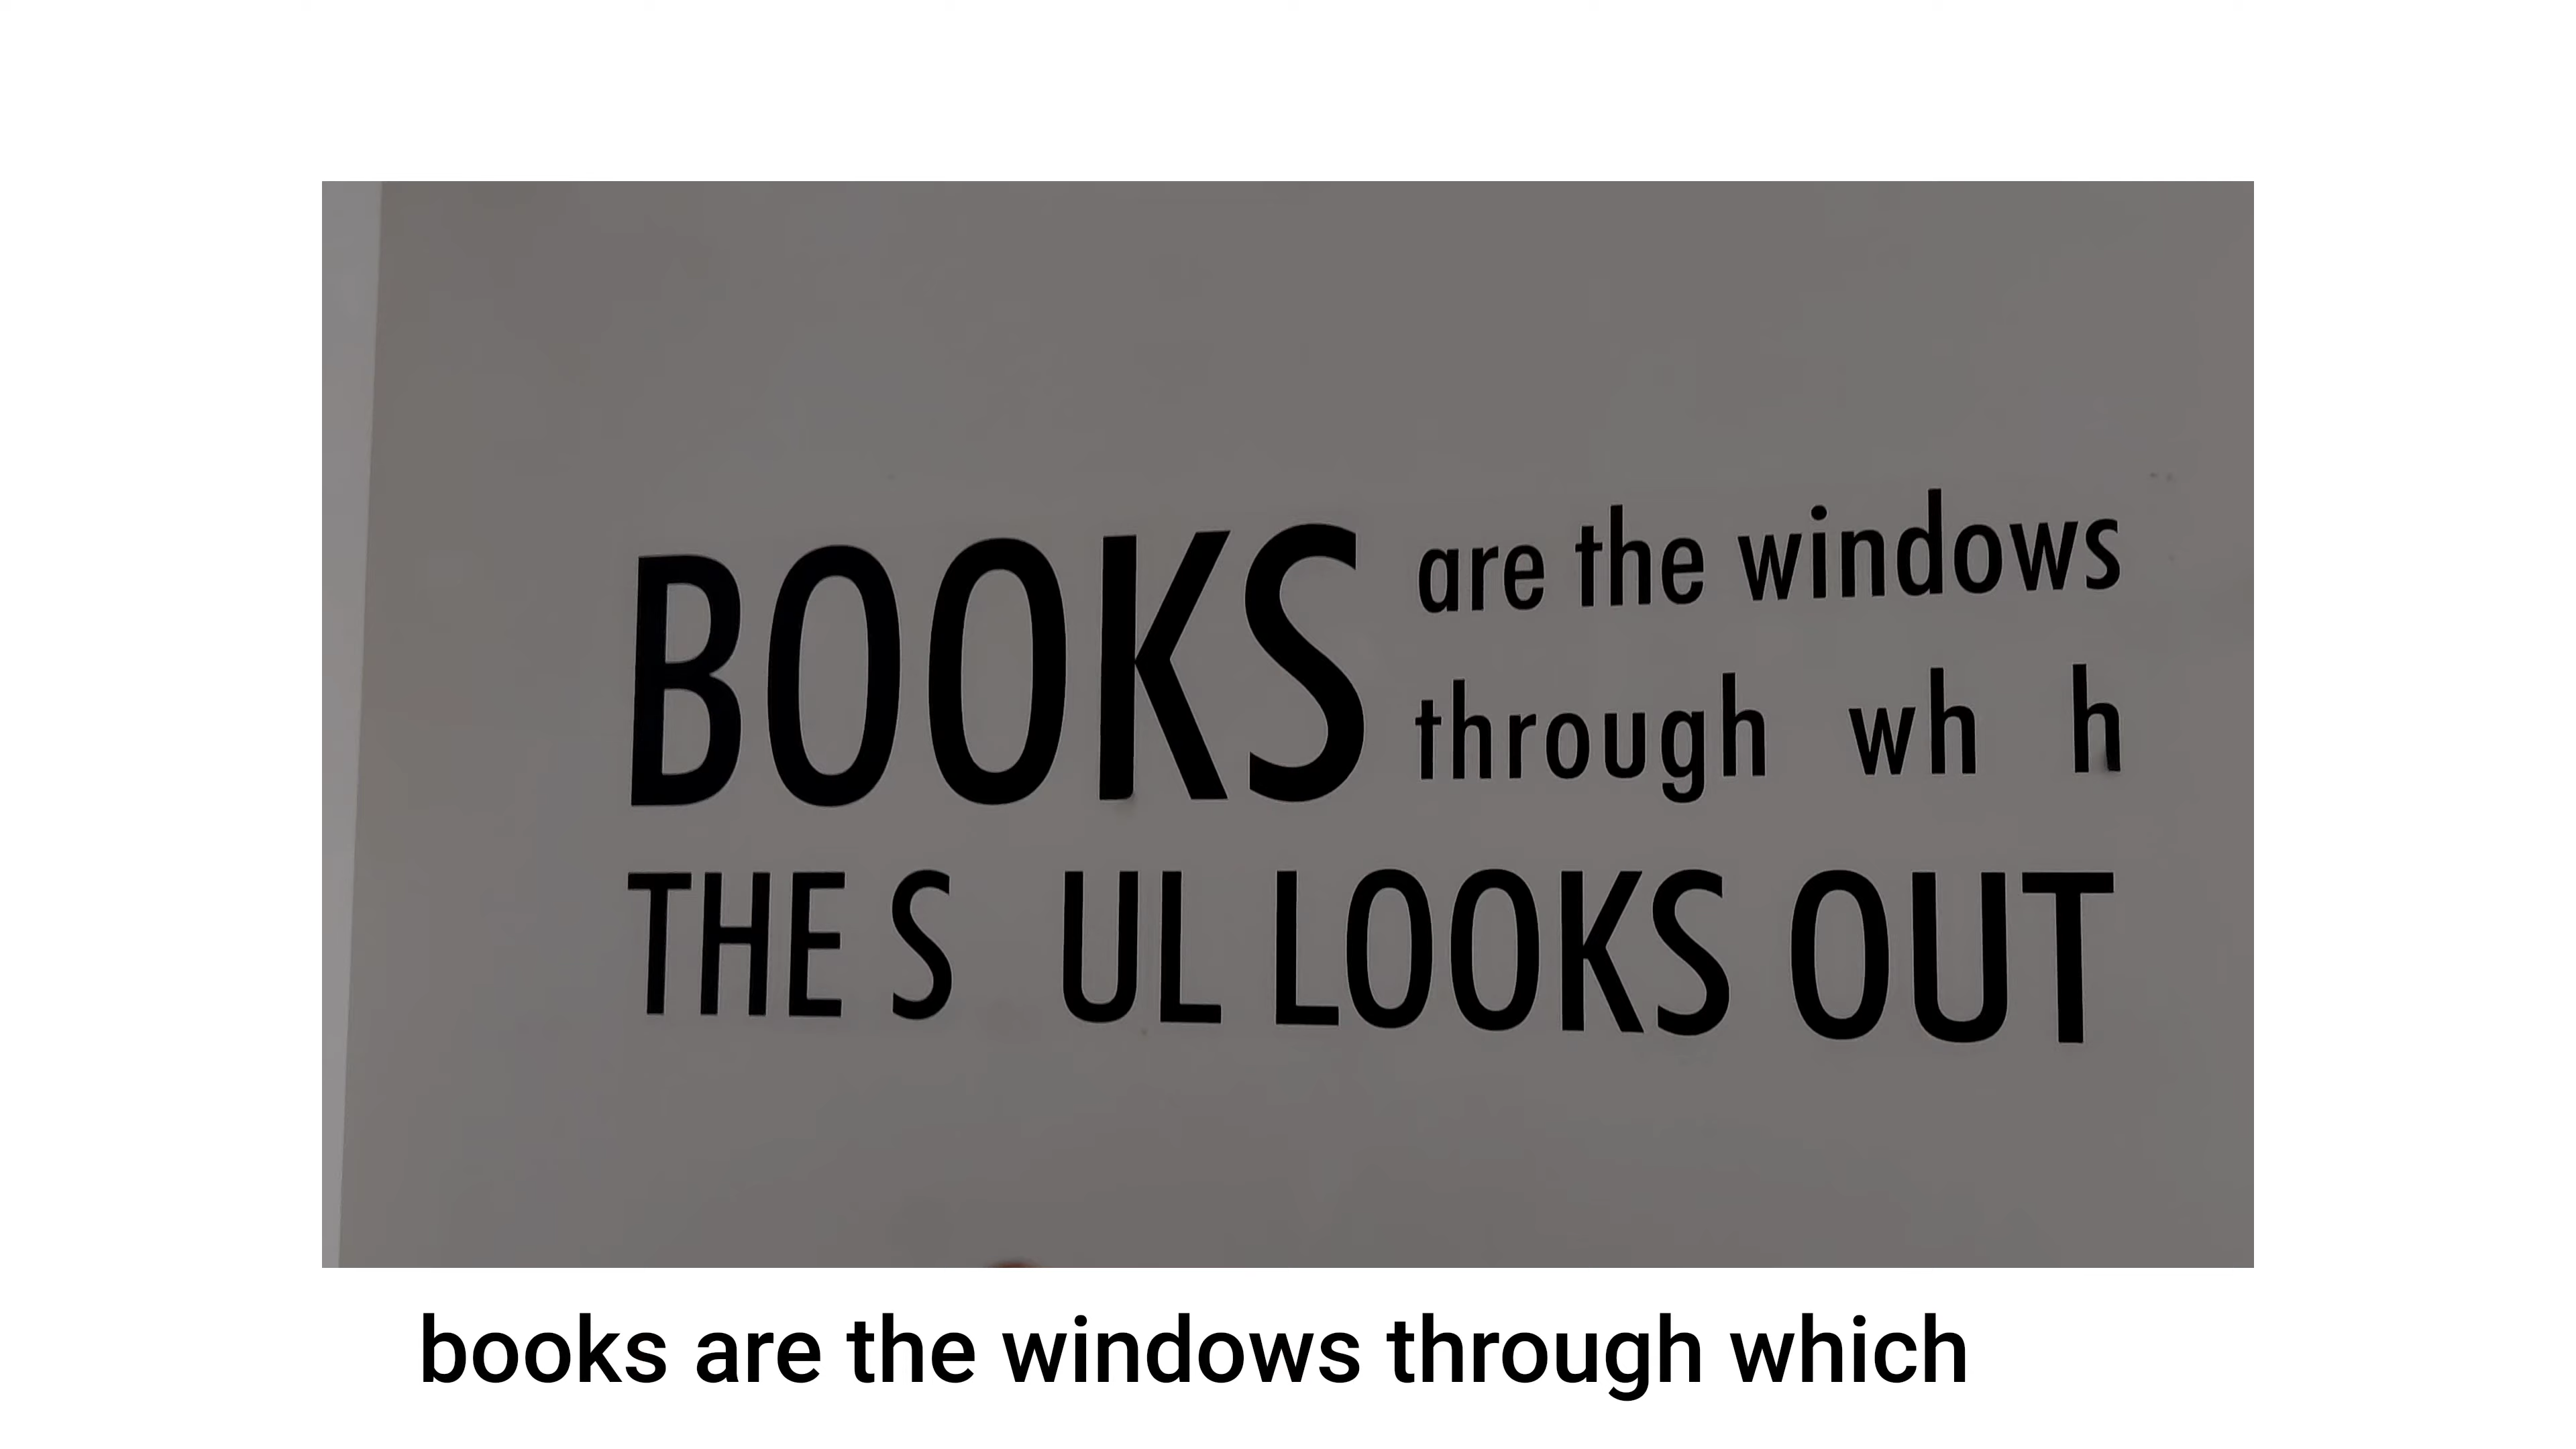 BOOKS are the windows
through wh h
THE S UL LOOKS OUT
books are the windows through which